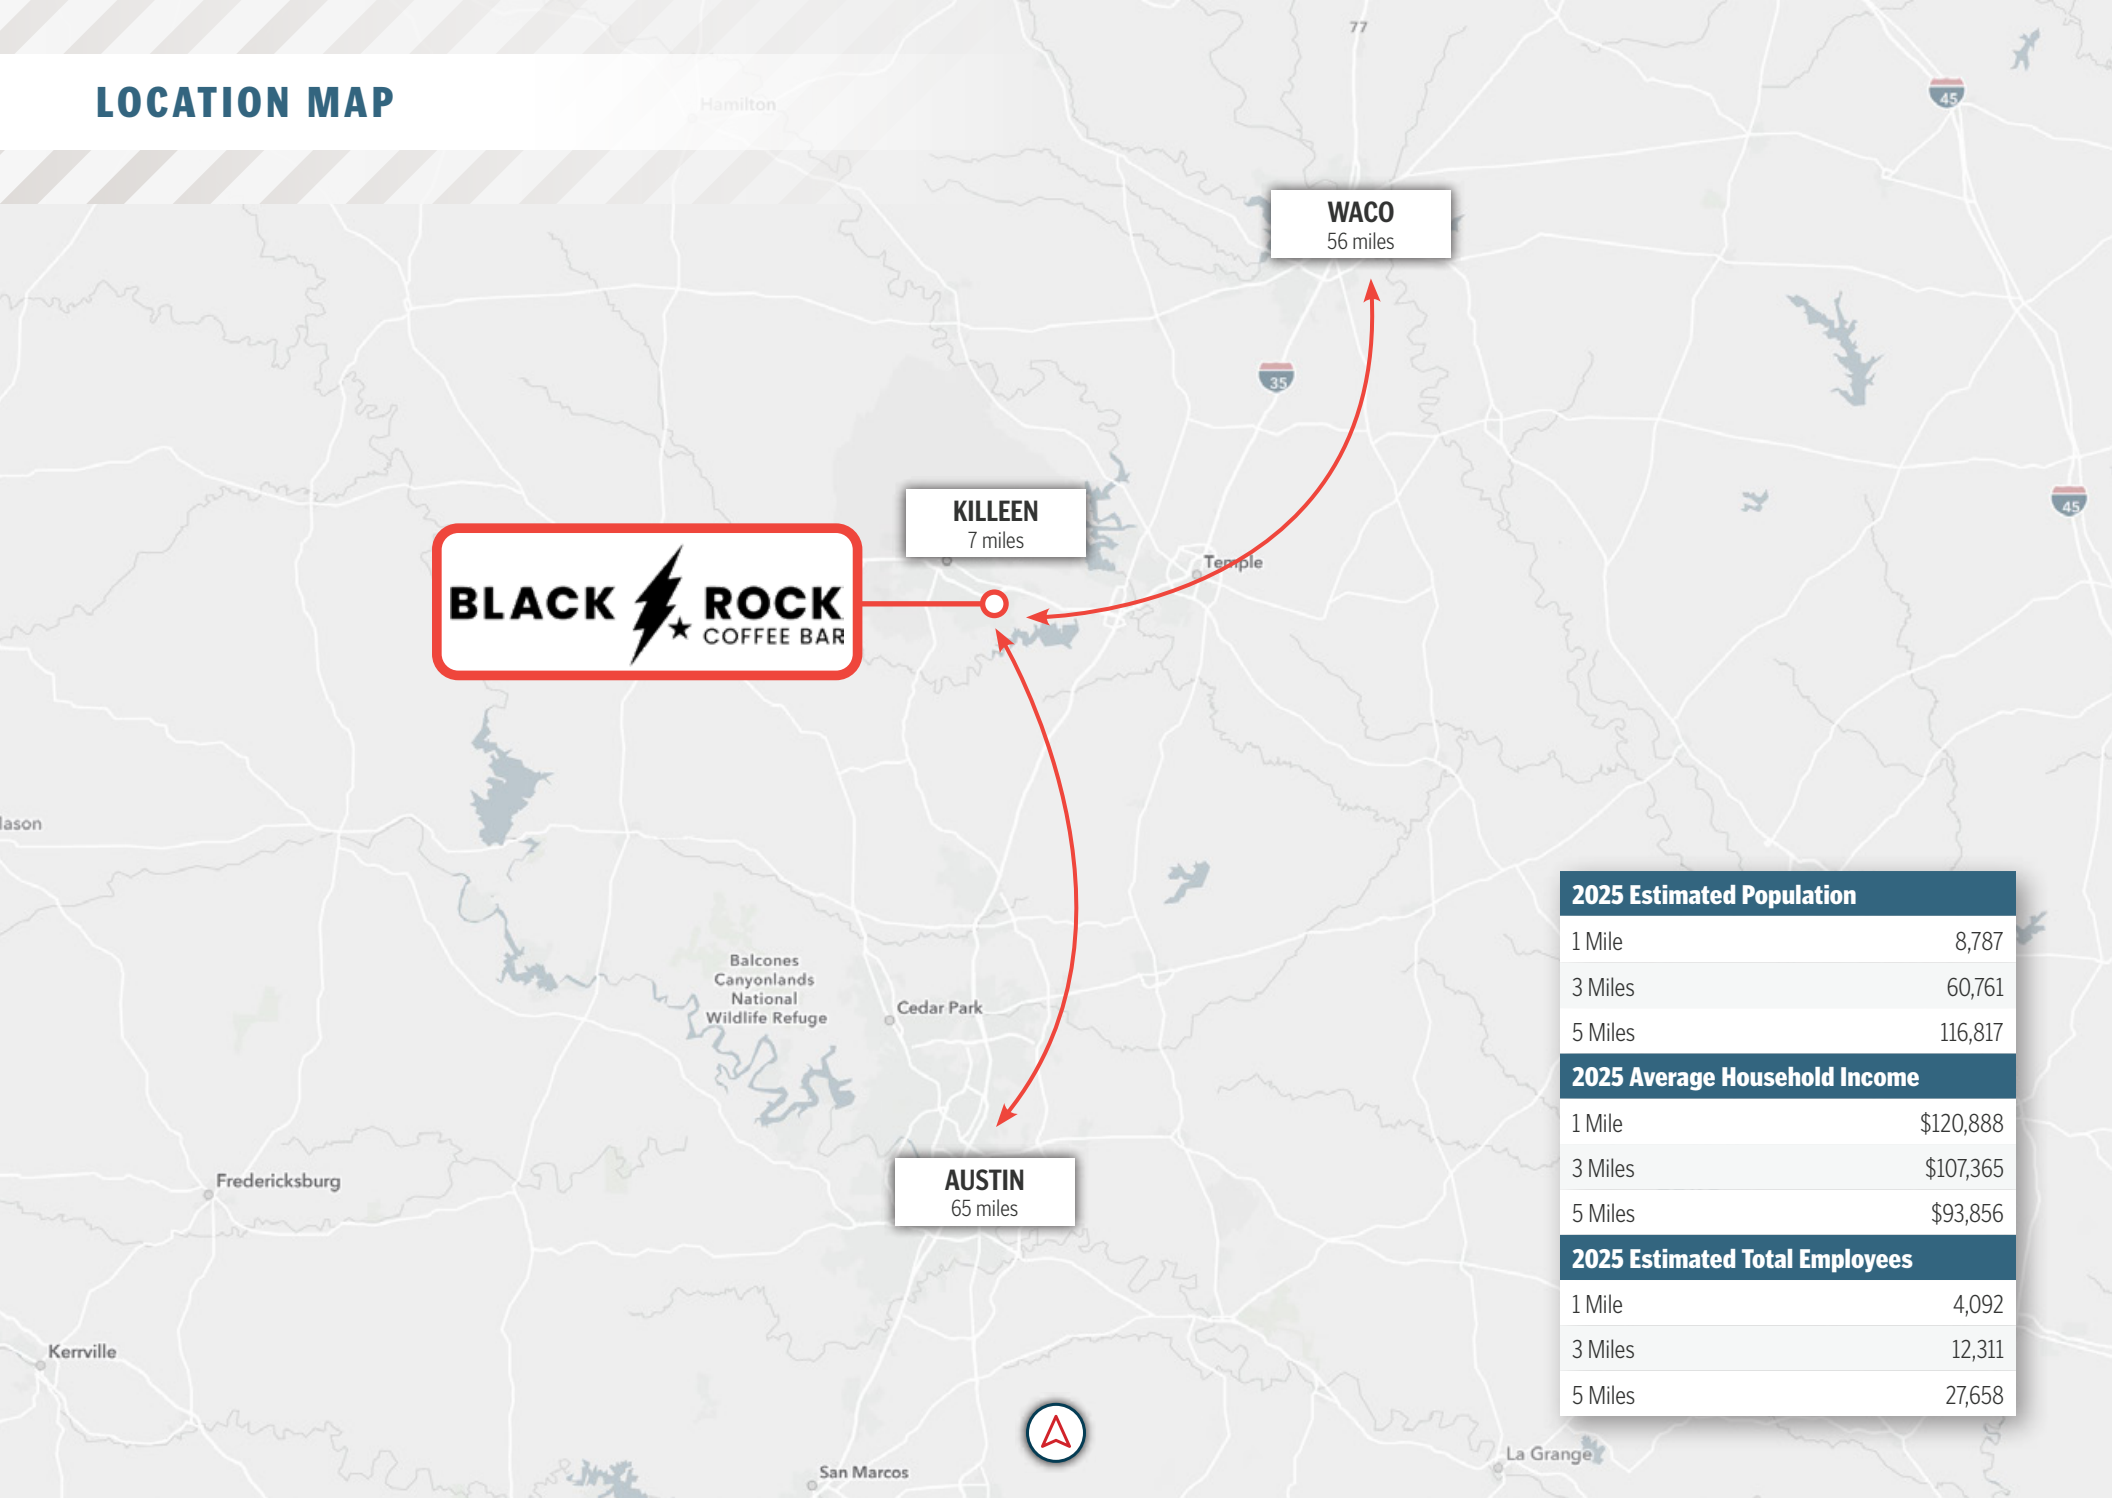 LOCATION MAP
77
Hamilton
45
WACO
56 miles
35
KILLEEN
7 miles
45
Temple
BLACK ROCK
COFFEE BAR
lason
Balcones
Canyonlands
National
Wildlife Refuge
Cedar Park
AUSTIN
65 miles
Fredericksburg
Kerrville
San Marcos
La Grange
2025 Estimated Population
1 Mile 8,787
3 Miles 60,761
5 Miles 116,817
2025 Average Household Income
1 Mile $120,888
3 Miles $107,365
5 Miles $93,856
2025 Estimated Total Employees
1 Mile 4,092
3 Miles 12,311
5 Miles 27,658